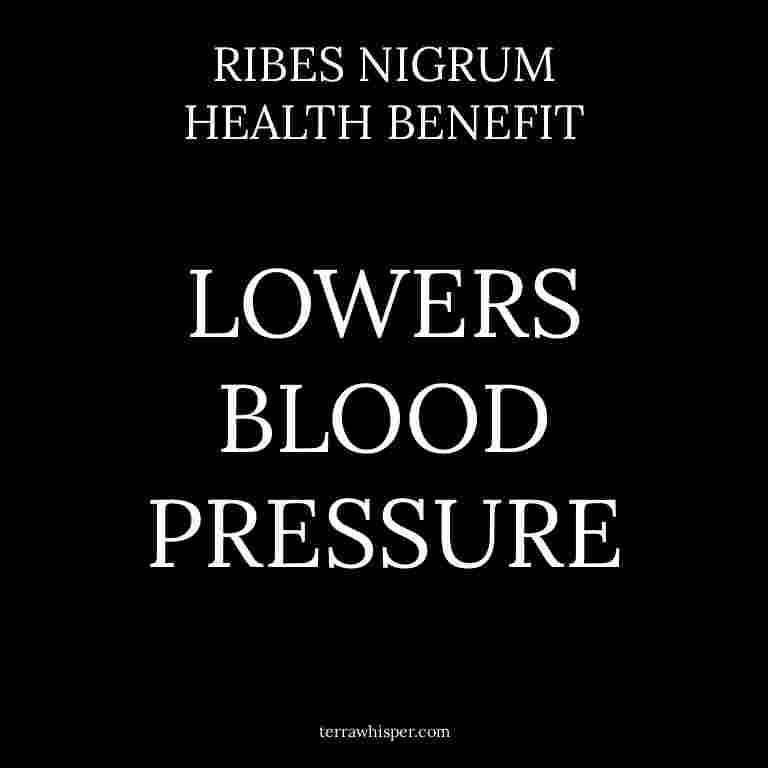 RIBES NIGRUM
HEALTH BENEFIT
LOWERS
BLOOD
PRESSURE
terrawhisper.com